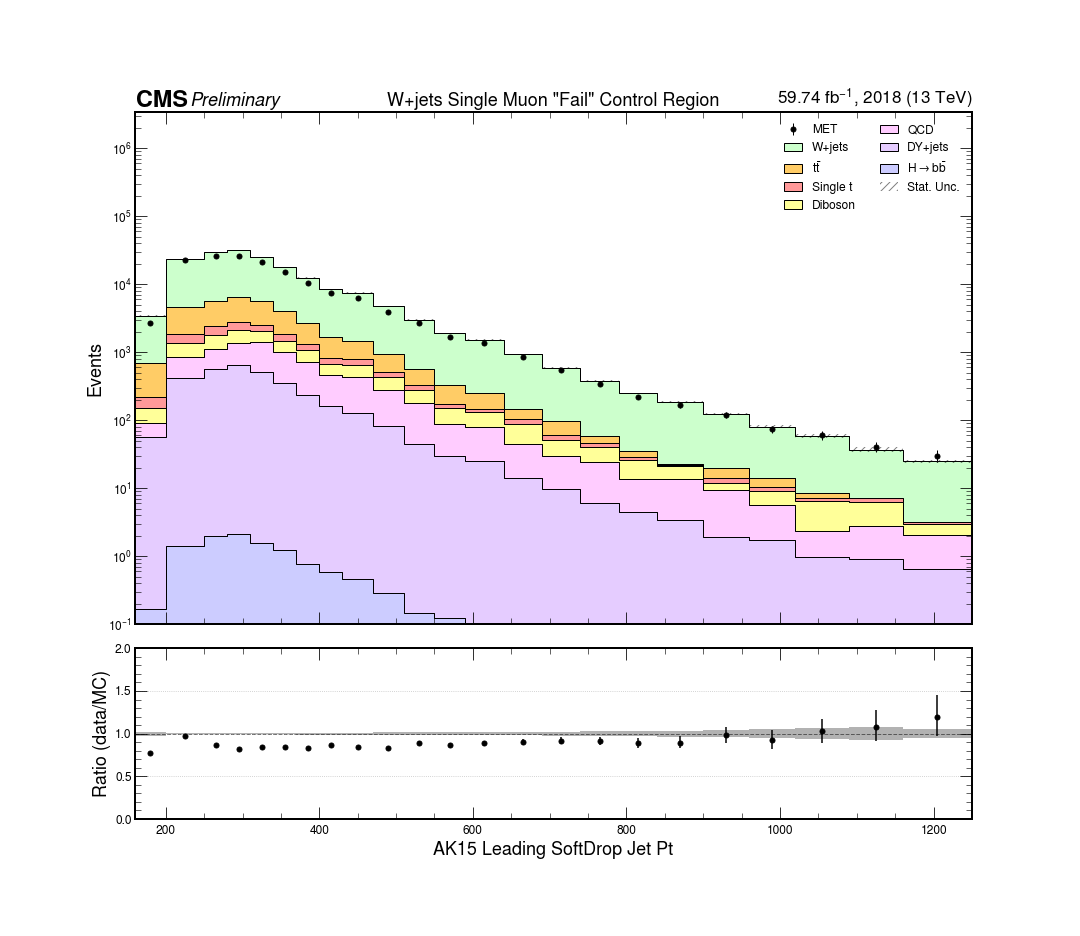 CMS Preliminary W+jets Single Muon "Fail" Control Region 59.74 fb⁻¹, 2018 (13 TeV)
MET QCD
W+jets DY+jets
tt̄ H→bb̄
Single t Stat. Unc.
Diboson
10⁶
10⁵
10⁴
10³
10²
10¹
10⁰
10⁻¹
Events
2.0
1.5
1.0
0.5
0.0
Ratio (data/MC)
200 400 600 800 1000 1200
AK15 Leading SoftDrop Jet Pt